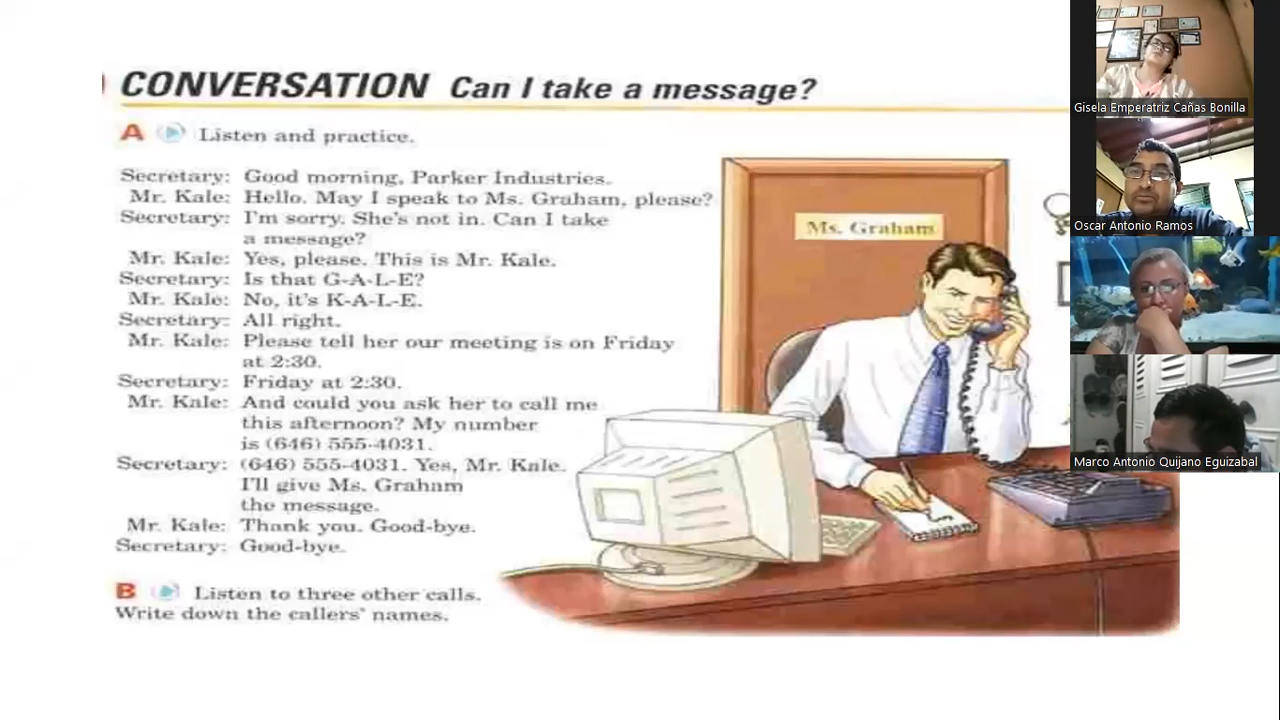 CONVERSATION Can I take a message?
A Listen and practice.
Secretary: Good morning, Parker Industries.
Mr. Kale: Hello. May I speak to Ms. Graham, please?
Secretary: I'm sorry. She's not in. Can I take
a message?
Mr. Kale: Yes, please. This is Mr. Kale.
Secretary: Is that G-A-L-E?
Mr. Kale: No, it's K-A-L-E.
Secretary: All right.
Mr. Kale: Please tell her our meeting is on Friday
at 2:30.
Secretary: Friday at 2:30.
Mr. Kale: And could you ask her to call me
this afternoon? My number
is (646) 555-4031.
Secretary: (646) 555-4031. Yes, Mr. Kale.
I'll give Ms. Graham
the message.
Mr. Kale: Thank you. Good-bye.
Secretary: Good-bye.
B Listen to three other calls.
Write down the callers' names.
Ms. Graham
Gisela Emperatriz Cañas Bonilla
Oscar Antonio Ramos
Marco Antonio Quijano Eguizabal